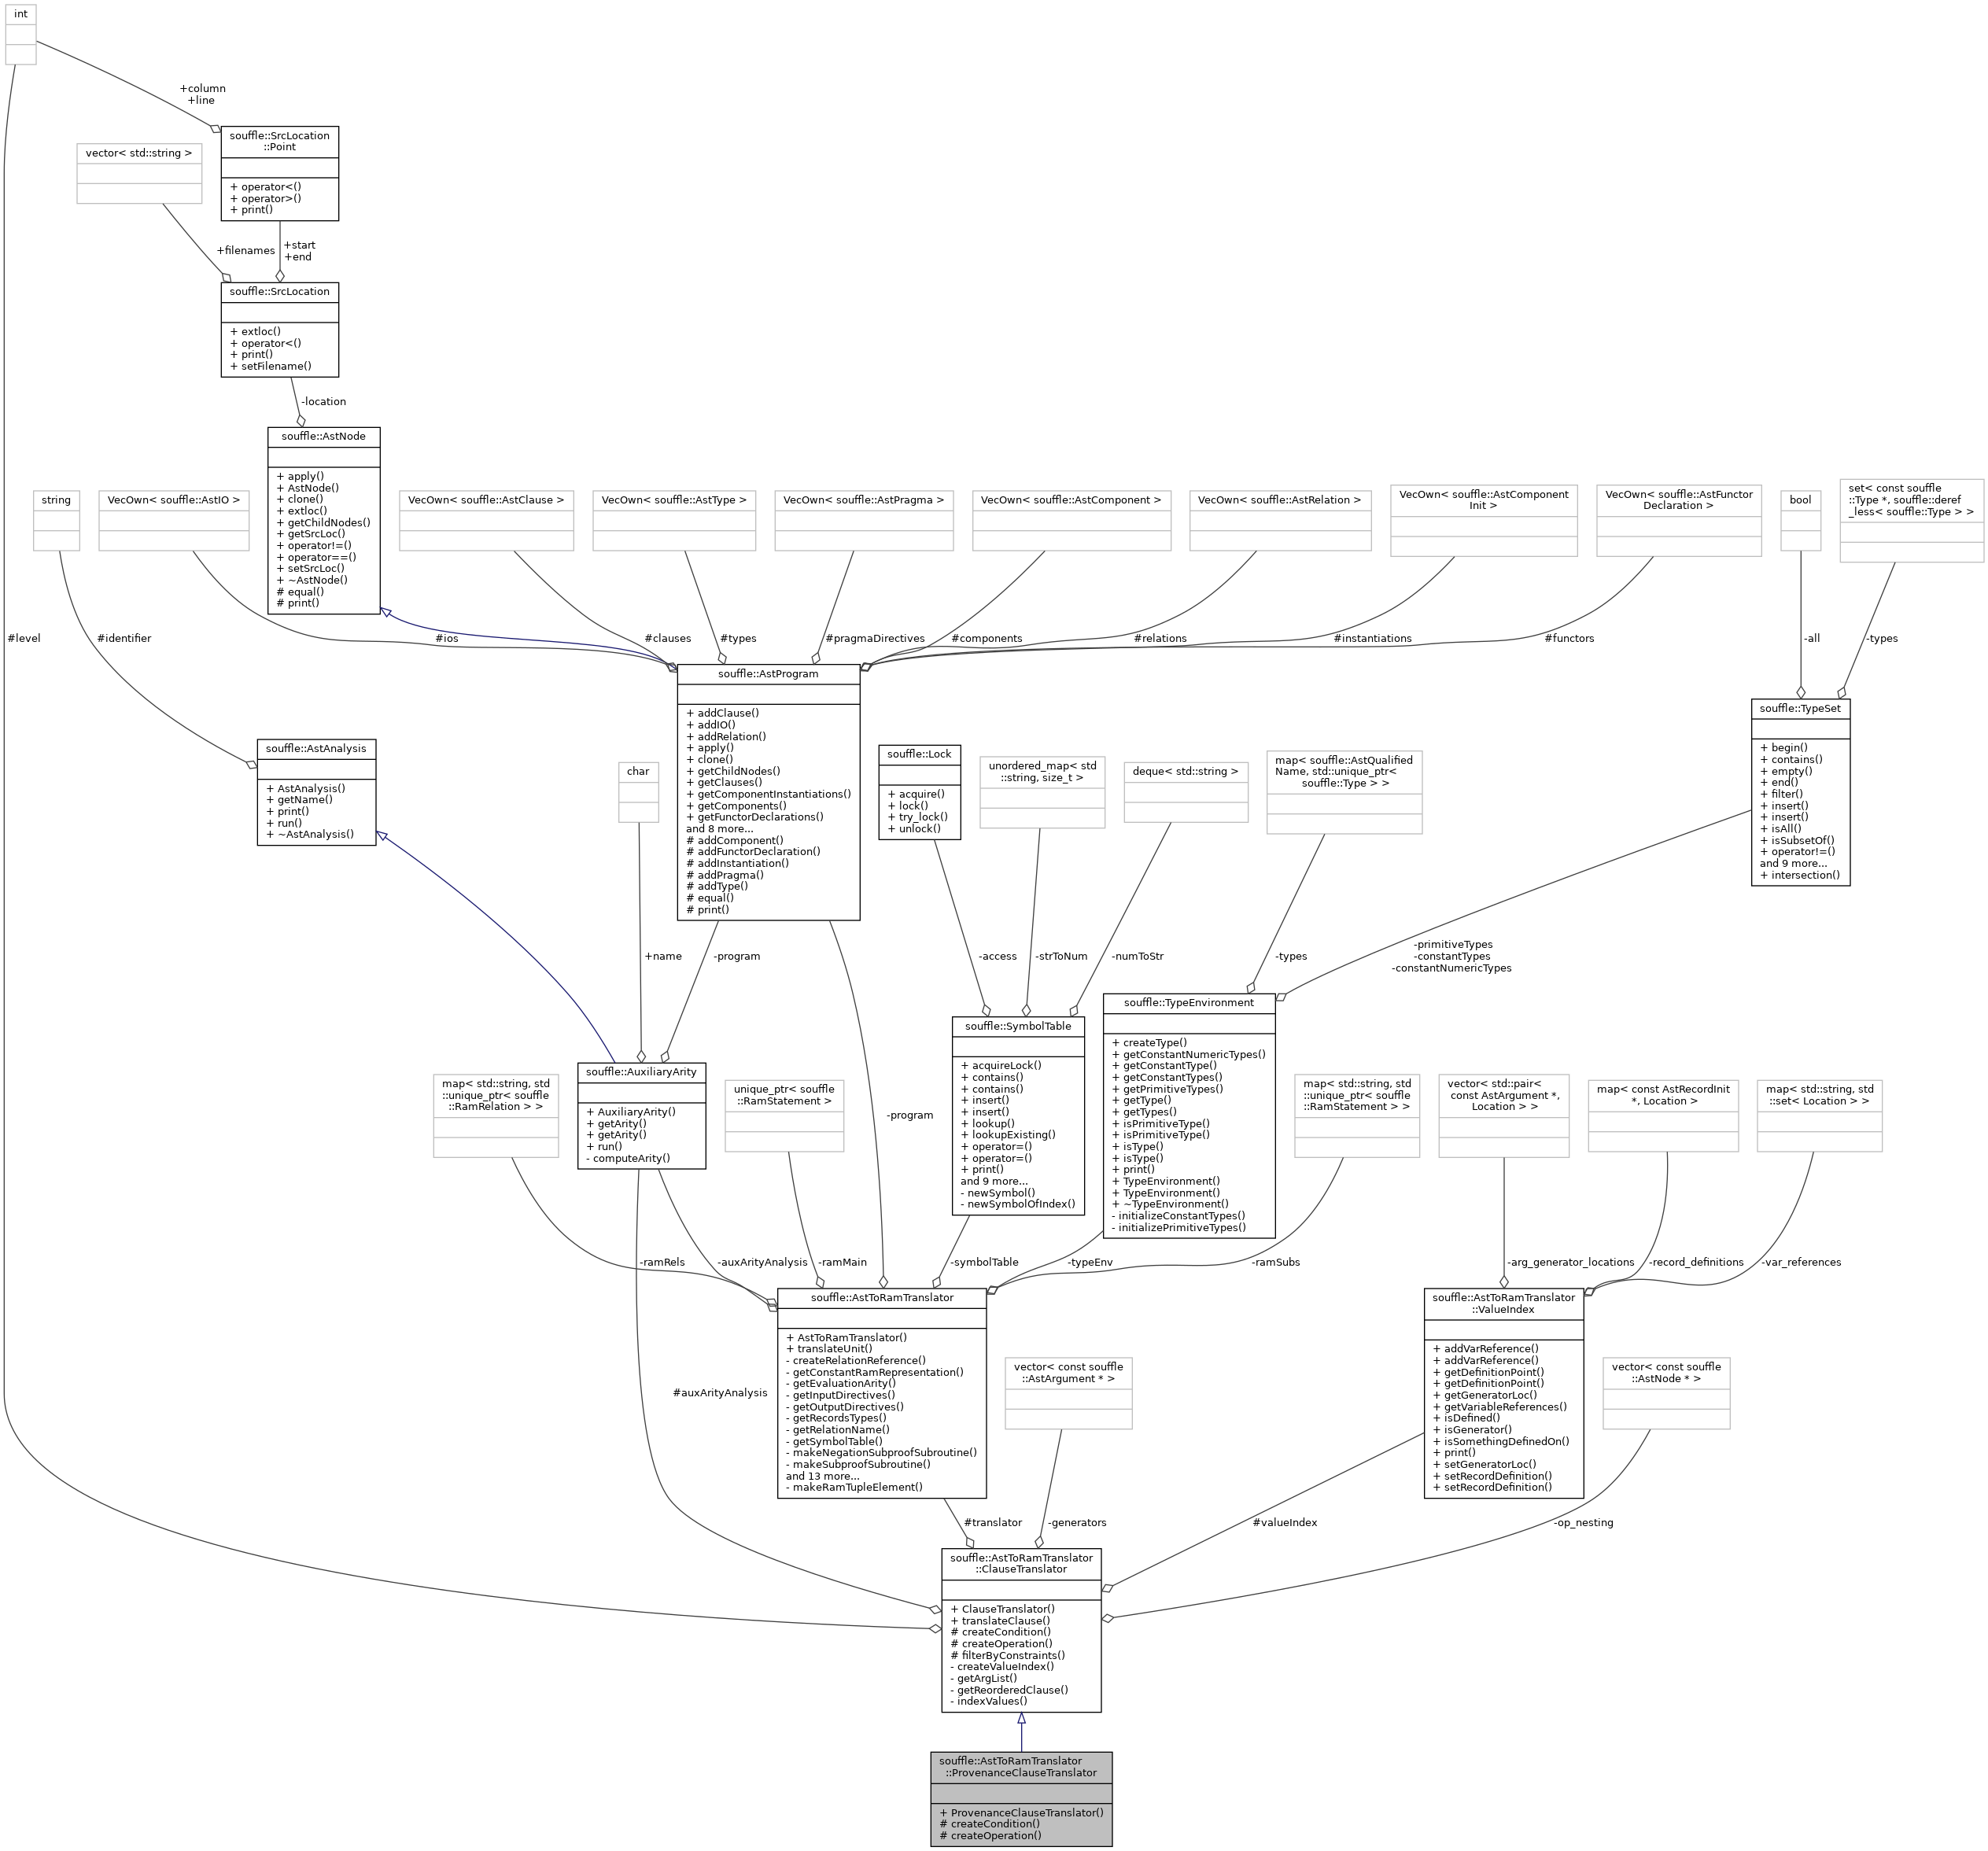 int
+column
+line
souffle::SrcLocation
::Point
+ operator<()
+ operator>()
+ print()
vector< std::string >
+filenames
+start
+end
souffle::SrcLocation
+ extloc()
+ operator<()
+ print()
+ setFilename()
-location
souffle::AstNode
+ apply()
+ AstNode()
+ clone()
+ extloc()
+ getChildNodes()
+ getSrcLoc()
+ operator!=()
+ operator==()
+ setSrcLoc()
+ ~AstNode()
# equal()
# print()
string
VecOwn< souffle::AstIO >
VecOwn< souffle::AstClause >
VecOwn< souffle::AstType >
VecOwn< souffle::AstPragma >
VecOwn< souffle::AstComponent >
VecOwn< souffle::AstRelation >
VecOwn< souffle::AstComponent
Init >
VecOwn< souffle::AstFunctor
Declaration >
bool
set< const souffle
::Type *, souffle::deref
_less< souffle::Type > >
#level
#identifier
#ios
#clauses
#types
#pragmaDirectives
#components
#relations
#instantiations
#functors
-all
-types
souffle::AstProgram
+ addClause()
+ addIO()
+ addRelation()
+ apply()
+ clone()
+ getChildNodes()
+ getClauses()
+ getComponentInstantiations()
+ getComponents()
+ getFunctorDeclarations()
and 8 more...
# addComponent()
# addFunctorDeclaration()
# addInstantiation()
# addPragma()
# addType()
# equal()
# print()
souffle::TypeSet
+ begin()
+ contains()
+ empty()
+ end()
+ filter()
+ insert()
+ insert()
+ isAll()
+ isSubsetOf()
+ operator!=()
and 9 more...
+ intersection()
souffle::AstAnalysis
+ AstAnalysis()
+ getName()
+ print()
+ run()
+ ~AstAnalysis()
char
souffle::Lock
+ acquire()
+ lock()
+ try_lock()
+ unlock()
unordered_map< std
::string, size_t >
deque< std::string >
map< souffle::AstQualified
Name, std::unique_ptr<
souffle::Type > >
+name
-program
-access
-strToNum
-numToStr
-types
-primitiveTypes
-constantTypes
-constantNumericTypes
souffle::TypeEnvironment
+ createType()
+ getConstantNumericTypes()
+ getConstantType()
+ getConstantTypes()
+ getPrimitiveTypes()
+ getType()
+ getTypes()
+ isPrimitiveType()
+ isPrimitiveType()
+ isType()
+ isType()
+ print()
+ TypeEnvironment()
+ TypeEnvironment()
+ ~TypeEnvironment()
- initializeConstantTypes()
- initializePrimitiveTypes()
souffle::SymbolTable
+ acquireLock()
+ contains()
+ contains()
+ insert()
+ insert()
+ lookup()
+ lookupExisting()
+ operator=()
+ operator=()
+ print()
and 9 more...
- newSymbol()
- newSymbolOfIndex()
map< std::string, std
::unique_ptr< souffle
::RamRelation > >
souffle::AuxiliaryArity
+ AuxiliaryArity()
+ getArity()
+ getArity()
+ run()
- computeArity()
unique_ptr< souffle
::RamStatement >
-program
map< std::string, std
::unique_ptr< souffle
::RamStatement > >
vector< std::pair<
const AstArgument *,
Location > >
map< const AstRecordInit
*, Location >
map< std::string, std
::set< Location > >
-ramRels
-auxArityAnalysis
-ramMain
-symbolTable
-typeEnv
-ramSubs
-arg_generator_locations
-record_definitions
-var_references
souffle::AstToRamTranslator
+ AstToRamTranslator()
+ translateUnit()
- createRelationReference()
- getConstantRamRepresentation()
- getEvaluationArity()
- getInputDirectives()
- getOutputDirectives()
- getRecordsTypes()
- getRelationName()
- getSymbolTable()
- makeNegationSubproofSubroutine()
- makeSubproofSubroutine()
and 13 more...
- makeRamTupleElement()
souffle::AstToRamTranslator
::ValueIndex
+ addVarReference()
+ addVarReference()
+ getDefinitionPoint()
+ getDefinitionPoint()
+ getGeneratorLoc()
+ getVariableReferences()
+ isDefined()
+ isGenerator()
+ isSomethingDefinedOn()
+ print()
+ setGeneratorLoc()
+ setRecordDefinition()
+ setRecordDefinition()
#auxArityAnalysis
vector< const souffle
::AstArgument * >
vector< const souffle
::AstNode * >
#translator
-generators
#valueIndex
-op_nesting
souffle::AstToRamTranslator
::ClauseTranslator
+ ClauseTranslator()
+ translateClause()
# createCondition()
# createOperation()
# filterByConstraints()
- createValueIndex()
- getArgList()
- getReorderedClause()
- indexValues()
souffle::AstToRamTranslator
::ProvenanceClauseTranslator
+ ProvenanceClauseTranslator()
# createCondition()
# createOperation()